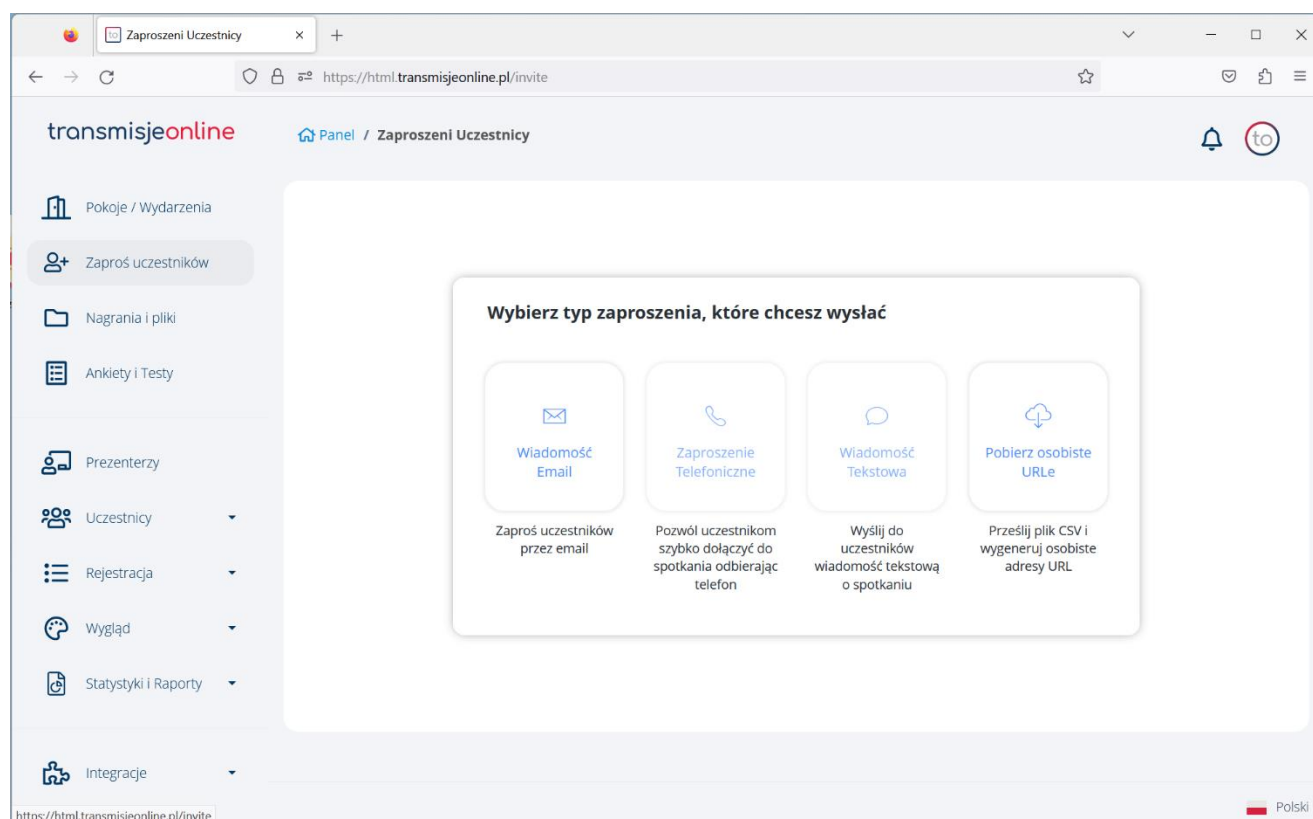 to Zaproszeni Uczestnicy
https://html.transmisjeonline.pl/invite
transmisjeonline
Panel / Zaproszeni Uczestnicy
to
Pokoje / Wydarzenia
Zaproś uczestników
Nagrania i pliki
Ankiety i Testy
Prezenterzy
Uczestnicy
Rejestracja
Wygląd
Statystyki i Raporty
Integracje
Wybierz typ zaproszenia, które chcesz wysłać
Wiadomość
Email
Zaproś uczestników
przez email
Zaproszenie
Telefoniczne
Pozwól uczestnikom
szybko dołączyć do
spotkania odbierając
telefon
Wiadomość
Tekstowa
Wyślij do
uczestników
wiadomość tekstową
o spotkaniu
Pobierz osobiste
URLe
Prześlij plik CSV i
wygeneruj osobiste
adresy URL
https://html.transmisjeonline.pl/invite
Polski